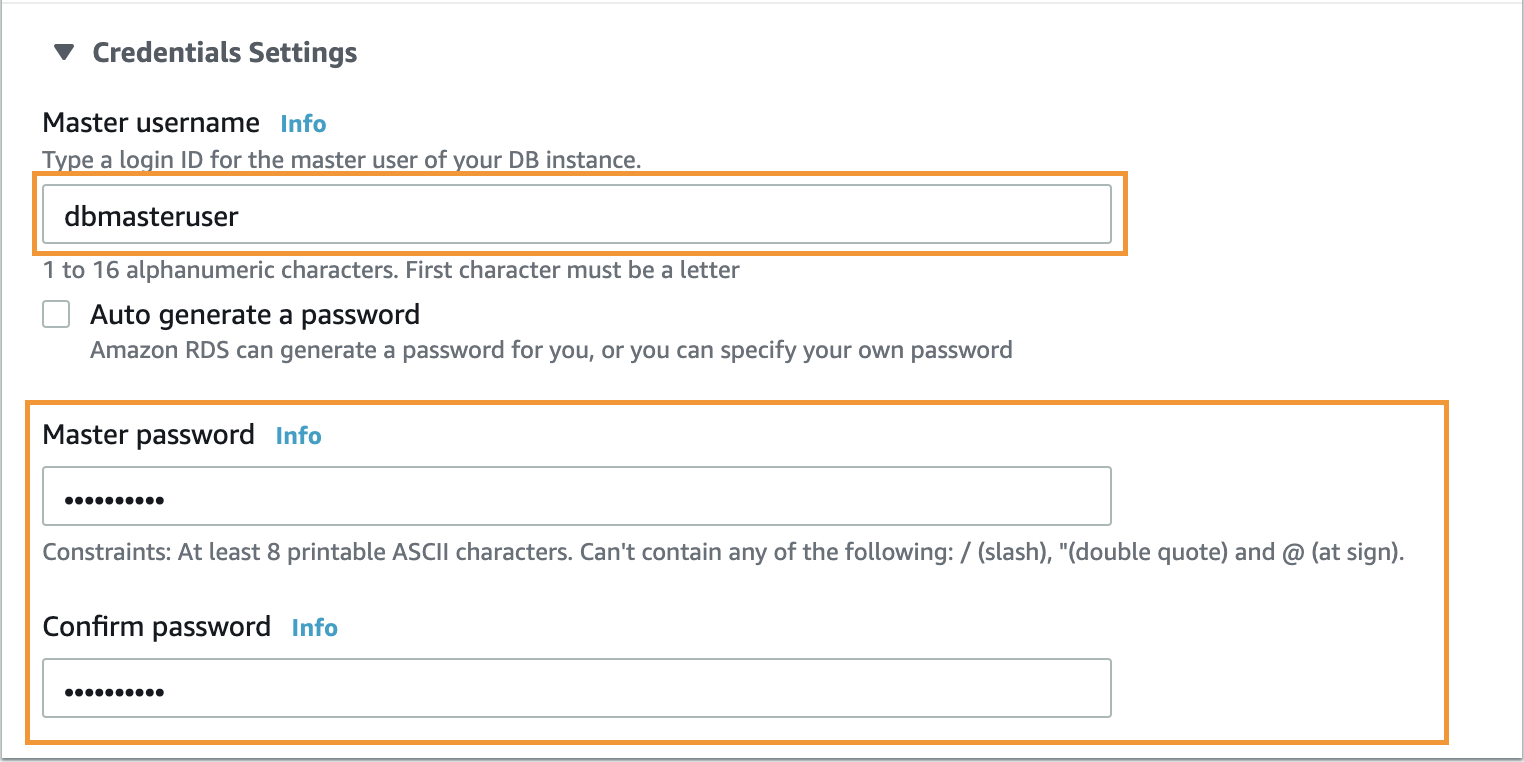 Credentials Settings
Master username Info
Type a login ID for the master user of your DB instance.
dbmasteruser
1 to 16 alphanumeric characters. First character must be a letter
Auto generate a password
Amazon RDS can generate a password for you, or you can specify your own password
Master password Info
••••••••••
Constraints: At least 8 printable ASCII characters. Can't contain any of the following: / (slash), "(double quote) and @ (at sign).
Confirm password Info
••••••••••